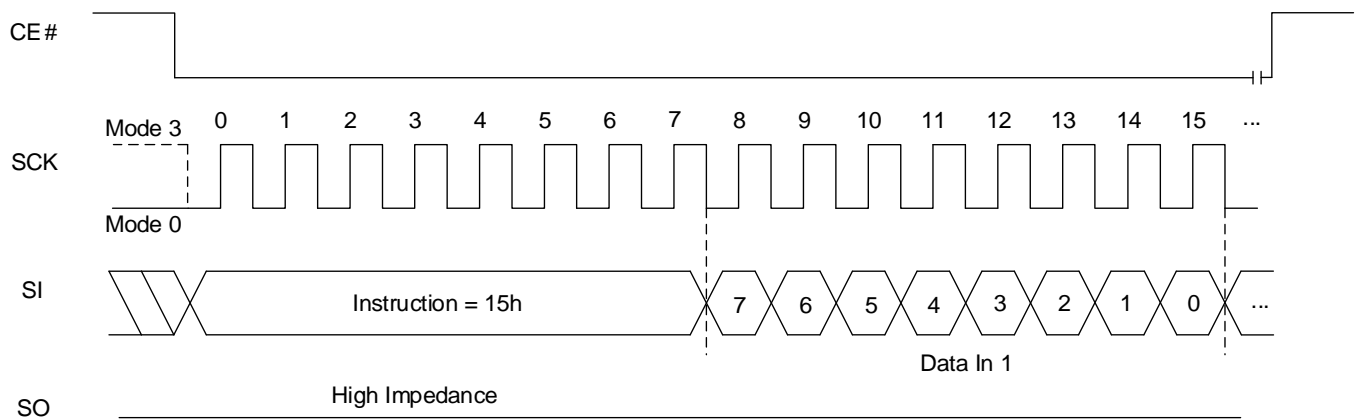 CE#
Mode 3 0 1 2 3 4 5 6 7 8 9 10 11 12 13 14 15 ...
SCK
Mode 0
SI Instruction = 15h 7 6 5 4 3 2 1 0 ...
Data In 1
High Impedance
SO